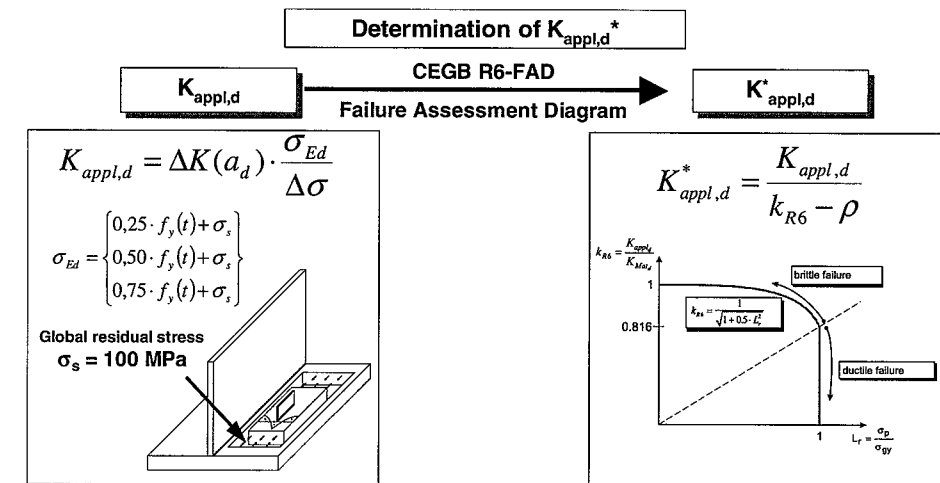 Determination of K_appl,d*
K_appl,d
CEGB R6-FAD
Failure Assessment Diagram
K*_appl,d
K_appl,d = ΔK(a_d) · σ_Ed / Δσ
σ_Ed = { 0,25 · f_y(t) + σ_s
0,50 · f_y(t) + σ_s
0,75 · f_y(t) + σ_s }
Global residual stress
σ_s = 100 MPa
K*_appl,d = K_appl,d / (k_R6 − ρ)
k_R6 = K_appl_d / K_Mat_d
brittle failure
1
k_R6 = 1 / √(1 + 0.5 · L_r²)
0.816
ductile failure
1
L_r = σ_p / σ_gy